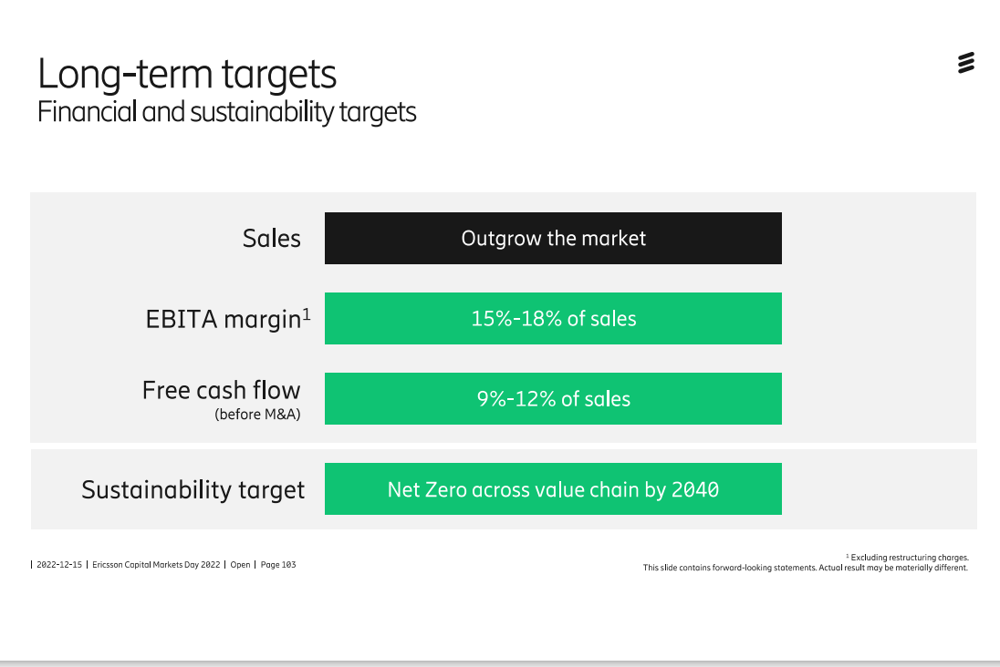 Long-term targets
Financial and sustainability targets
Sales
Outgrow the market
EBITA margin¹
15%-18% of sales
Free cash flow
(before M&A)
9%-12% of sales
Sustainability target
Net Zero across value chain by 2040
| 2022-12-15 | Ericsson Capital Markets Day 2022 | Open | Page 103
¹ Excluding restructuring charges.
This slide contains forward-looking statements. Actual result may be materially different.